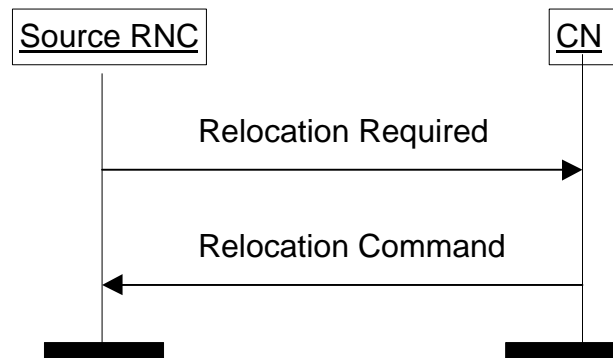 Source RNC
CN
Relocation Required
Relocation Command